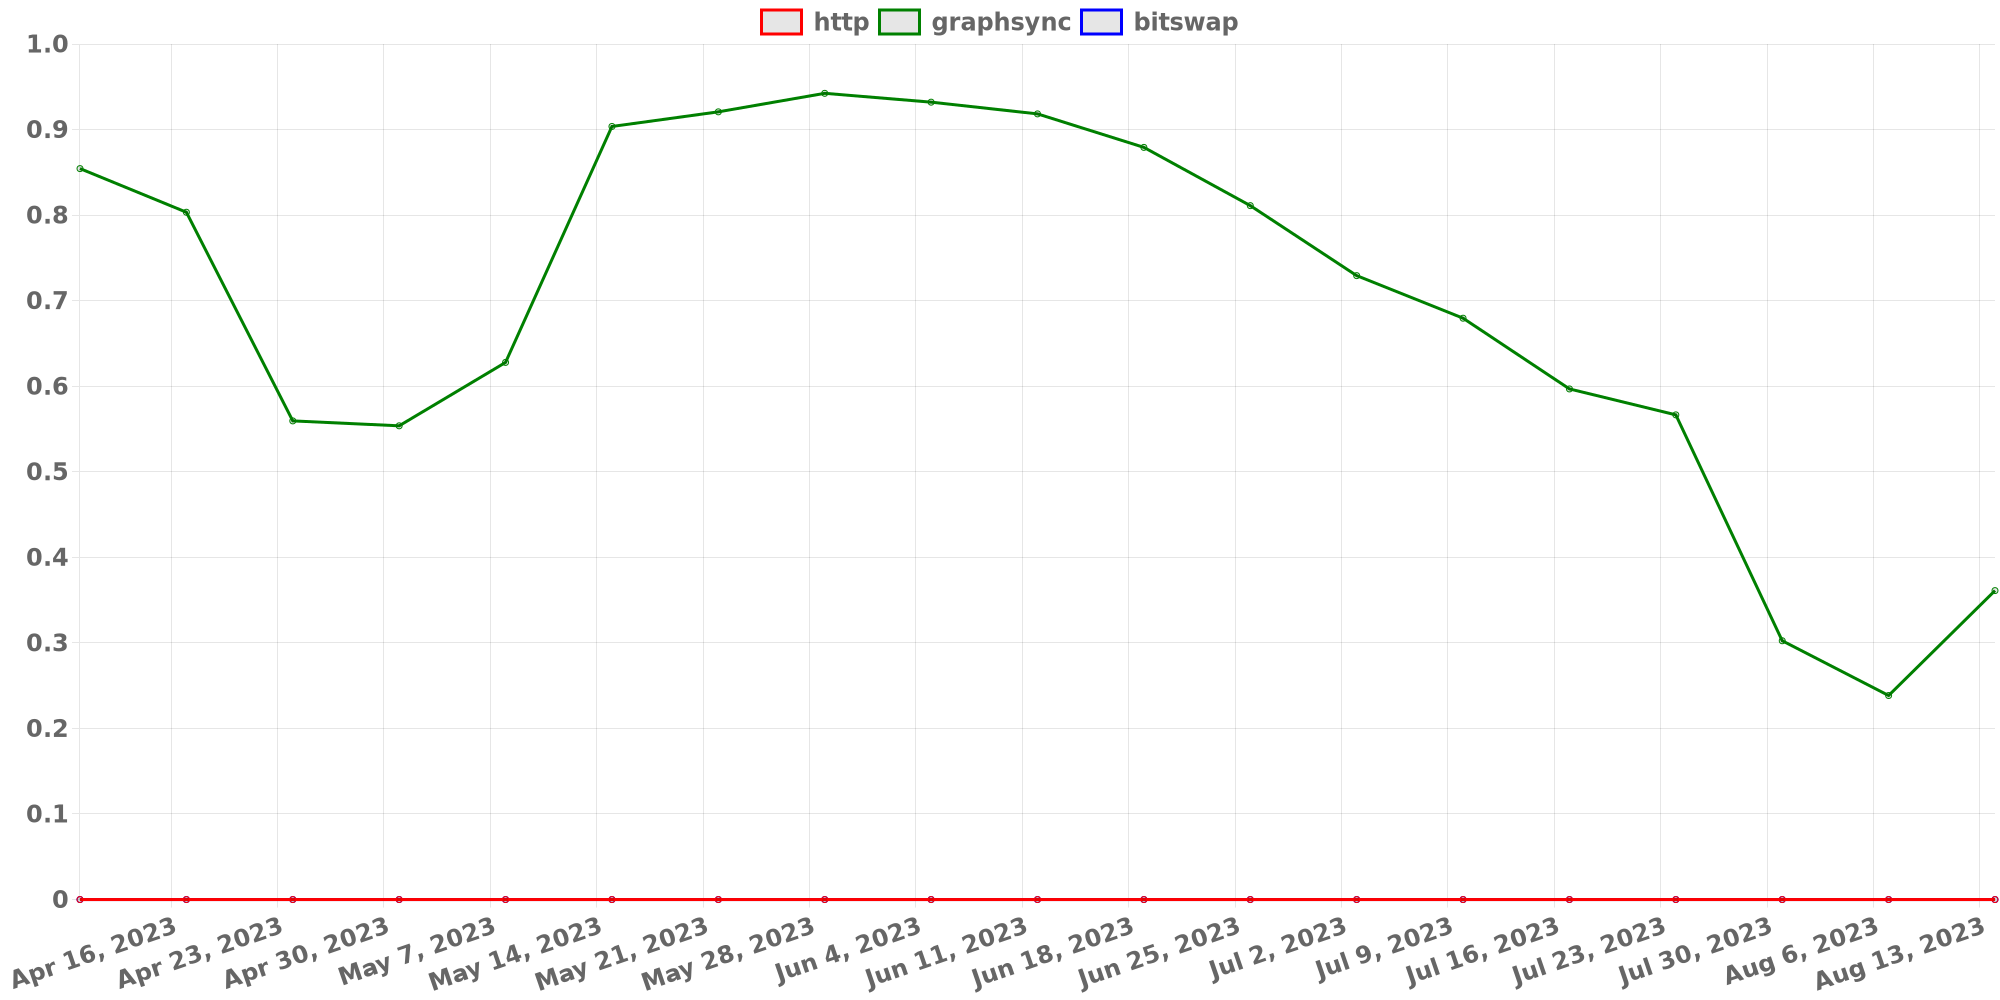 http graphsync bitswap
1.0
0.9
0.8
0.7
0.6
0.5
0.4
0.3
0.2
0.1
0
Apr 16, 2023
Apr 23, 2023
Apr 30, 2023
May 7, 2023
May 14, 2023
May 21, 2023
May 28, 2023
Jun 4, 2023
Jun 11, 2023
Jun 18, 2023
Jun 25, 2023
Jul 2, 2023
Jul 9, 2023
Jul 16, 2023
Jul 23, 2023
Jul 30, 2023
Aug 6, 2023
Aug 13, 2023